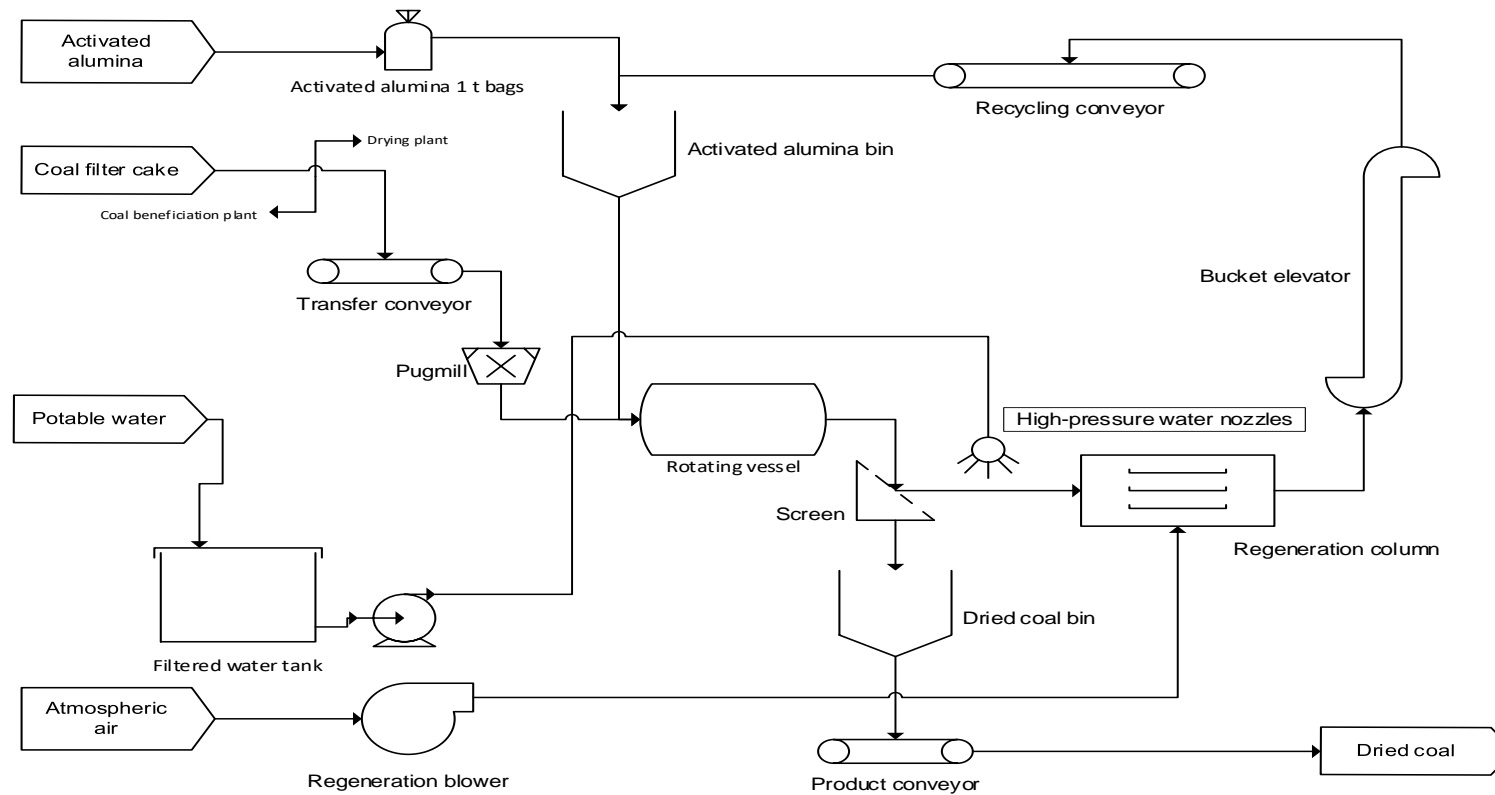 Activated
alumina
Activated alumina 1 t bags
Recycling conveyor
Drying plant
Coal filter cake
Activated alumina bin
Coal beneficiation plant
Bucket elevator
Transfer conveyor
Pugmill
Potable water
High-pressure water nozzles
Rotating vessel
Screen
Regeneration column
Dried coal bin
Filtered water tank
Atmospheric
air
Dried coal
Regeneration blower
Product conveyor